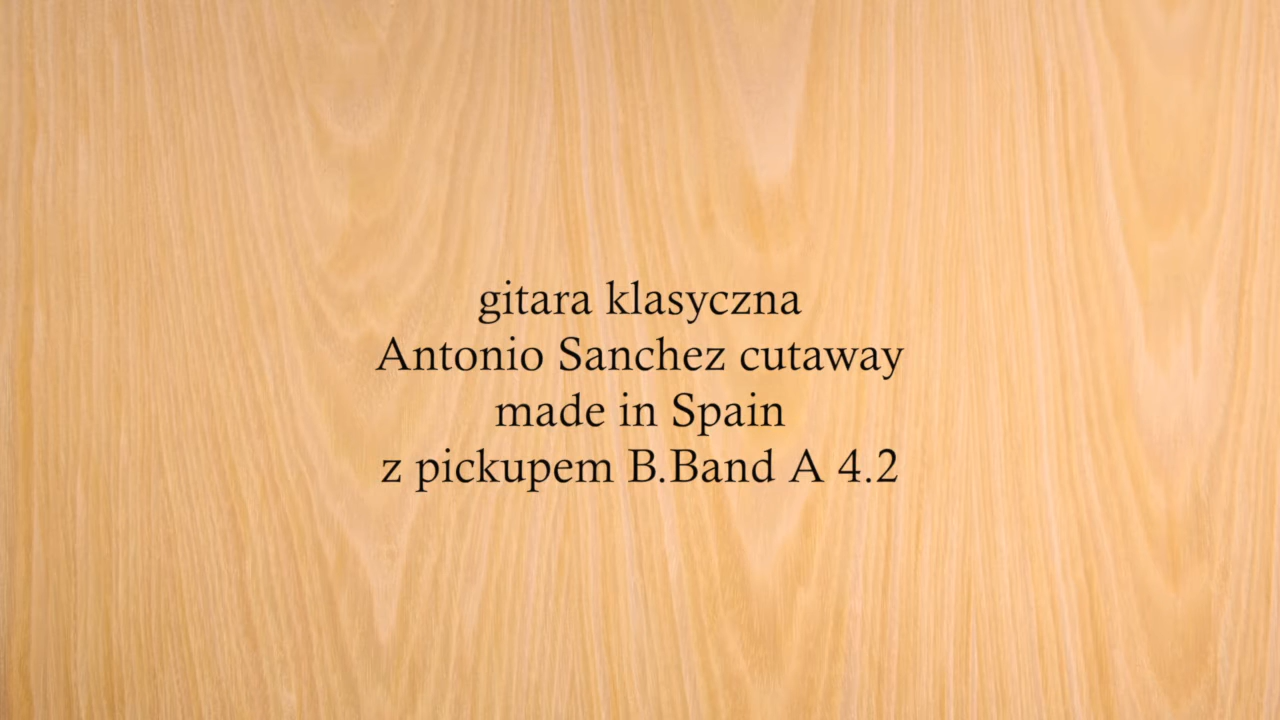 gitara klasyczna
Antonio Sanchez cutaway
made in Spain
z pickupem B.Band A 4.2